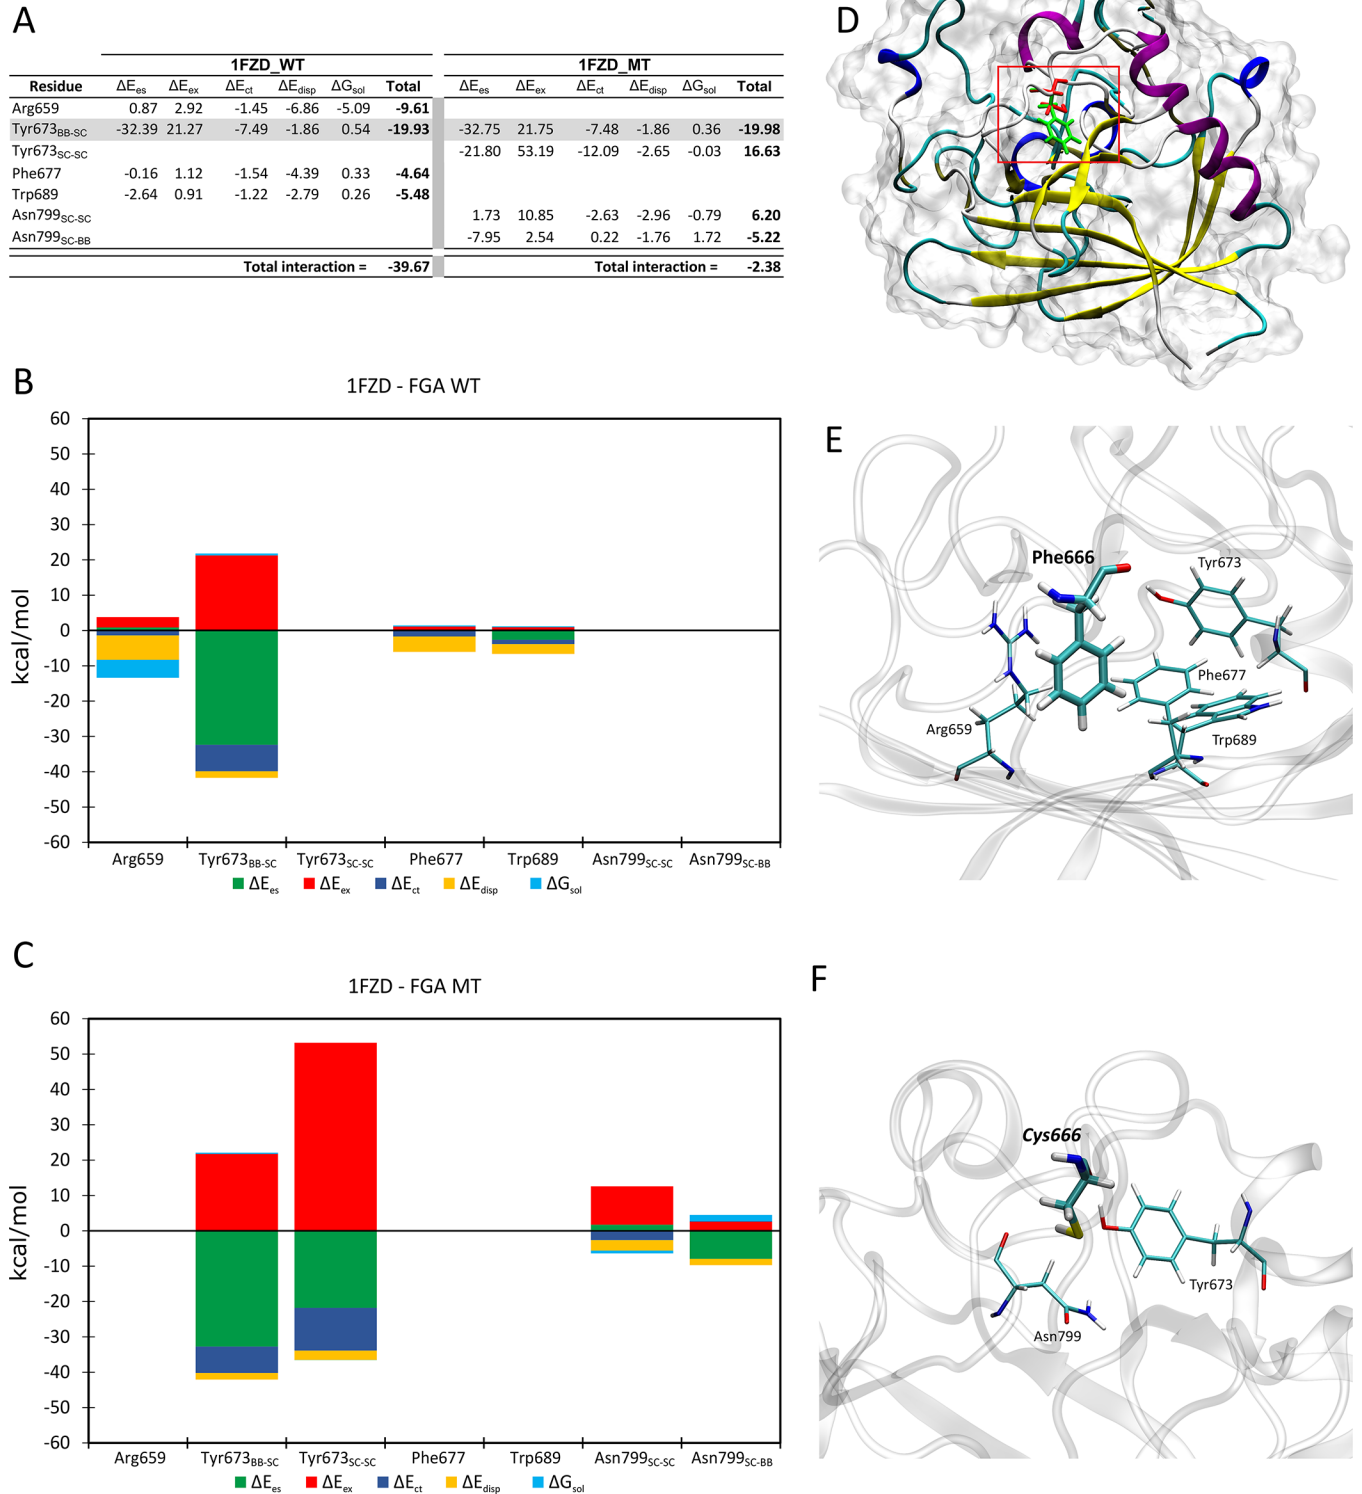 A
1FZD_WT 1FZD_MT
Residue ΔEes ΔEex ΔEct ΔEdisp ΔGsol Total ΔEes ΔEex ΔEct ΔEdisp ΔGsol Total
Arg659 0.87 2.92 -1.45 -6.86 -5.09 -9.61
Tyr673BB-SC -32.39 21.27 -7.49 -1.86 0.54 -19.93 -32.75 21.75 -7.48 -1.86 0.36 -19.98
Tyr673SC-SC -21.80 53.19 -12.09 -2.65 -0.03 16.63
Phe677 -0.16 1.12 -1.54 -4.39 0.33 -4.64
Trp689 -2.64 0.91 -1.22 -2.79 0.26 -5.48
Asn799SC-SC 1.73 10.85 -2.63 -2.96 -0.79 6.20
Asn799SC-BB -7.95 2.54 0.22 -1.76 1.72 -5.22
Total interaction = -39.67 Total interaction = -2.38
B
1FZD - FGA WT
kcal/mol
60
50
40
30
20
10
0
-10
-20
-30
-40
-50
-60
Arg659 Tyr673BB-SC Tyr673SC-SC Phe677 Trp689 Asn799SC-SC Asn799SC-BB
ΔEes ΔEex ΔEct ΔEdisp ΔGsol
C
1FZD - FGA MT
kcal/mol
60
50
40
30
20
10
0
-10
-20
-30
-40
-50
-60
Arg659 Tyr673BB-SC Tyr673SC-SC Phe677 Trp689 Asn799SC-SC Asn799SC-BB
ΔEes ΔEex ΔEct ΔEdisp ΔGsol
D
E
Phe666
Tyr673
Phe677
Arg659
Trp689
F
Cys666
Tyr673
Asn799